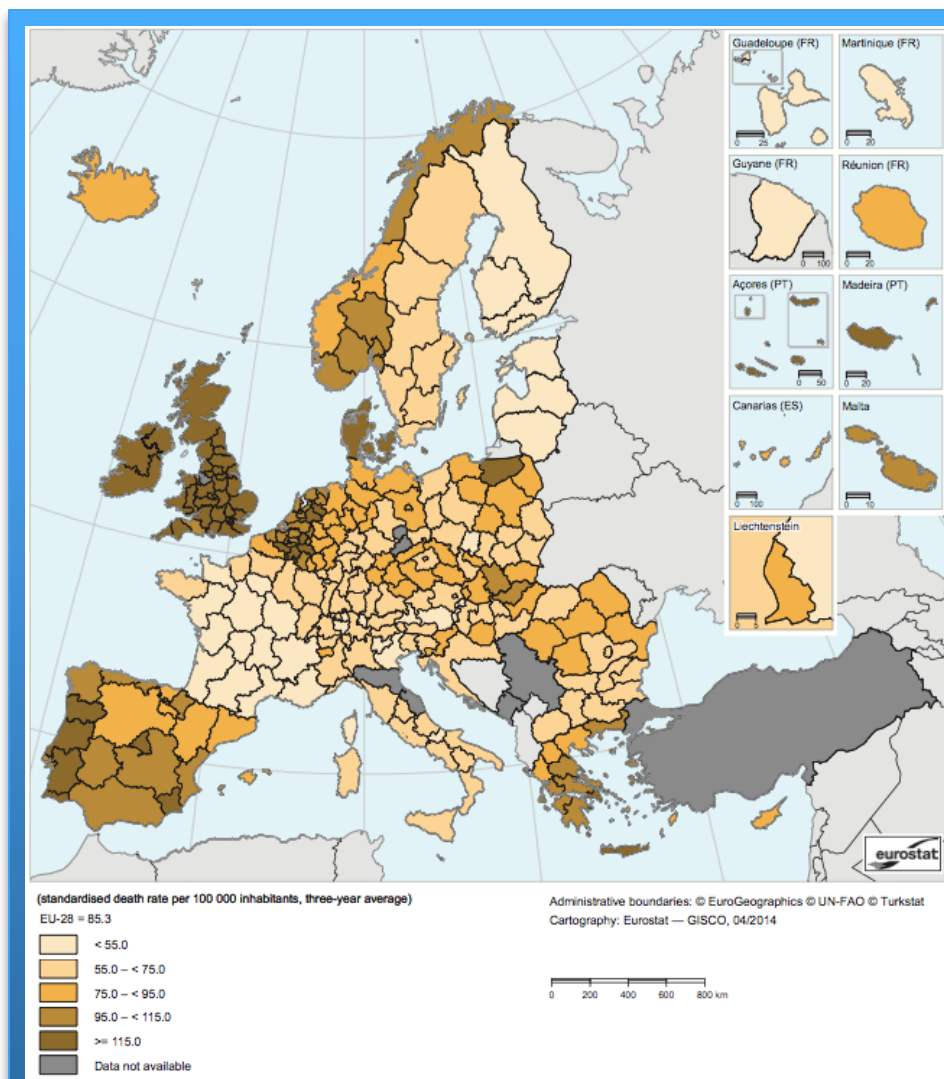 Guadeloupe (FR)
Martinique (FR)
0 25
0 20
Guyane (FR)
Réunion (FR)
0 100
0 20
Açores (PT)
Madeira (PT)
0 50
0 20
Canarias (ES)
Malta
0 100
0 10
Liechtenstein
0 5
eurostat
(standardised death rate per 100 000 inhabitants, three-year average)
EU-28 = 85.3
< 55.0
55.0 – < 75.0
75.0 – < 95.0
95.0 – < 115.0
>= 115.0
Data not available
Administrative boundaries: © EuroGeographics © UN-FAO © Turkstat
Cartography: Eurostat — GISCO, 04/2014
0 200 400 600 800 km